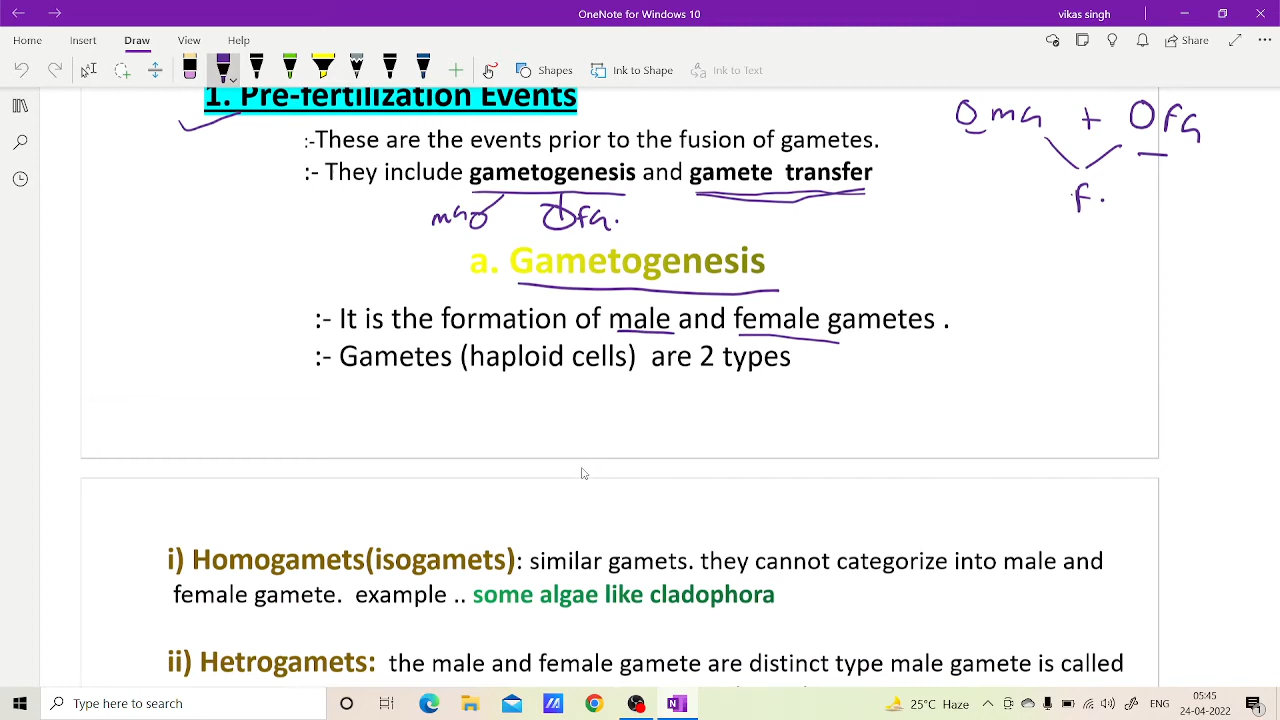 OneNote for Windows 10
vikas singh
Home Insert Draw View Help
Shapes Ink to Shape Ink to Text Share
1. Pre-fertilization Events
:-These are the events prior to the fusion of gametes.
:- They include gametogenesis and gamete transfer
mG fG.
mG + fG
f.
a. Gametogenesis
:- It is the formation of male and female gametes .
:- Gametes (haploid cells) are 2 types
i) Homogamets(isogamets): similar gamets. they cannot categorize into male and
female gamete. example .. some algae like cladophora
ii) Hetrogamets: the male and female gamete are distinct type male gamete is called
Type here to search
25°C Haze
ENG
05:45
24-04-2022